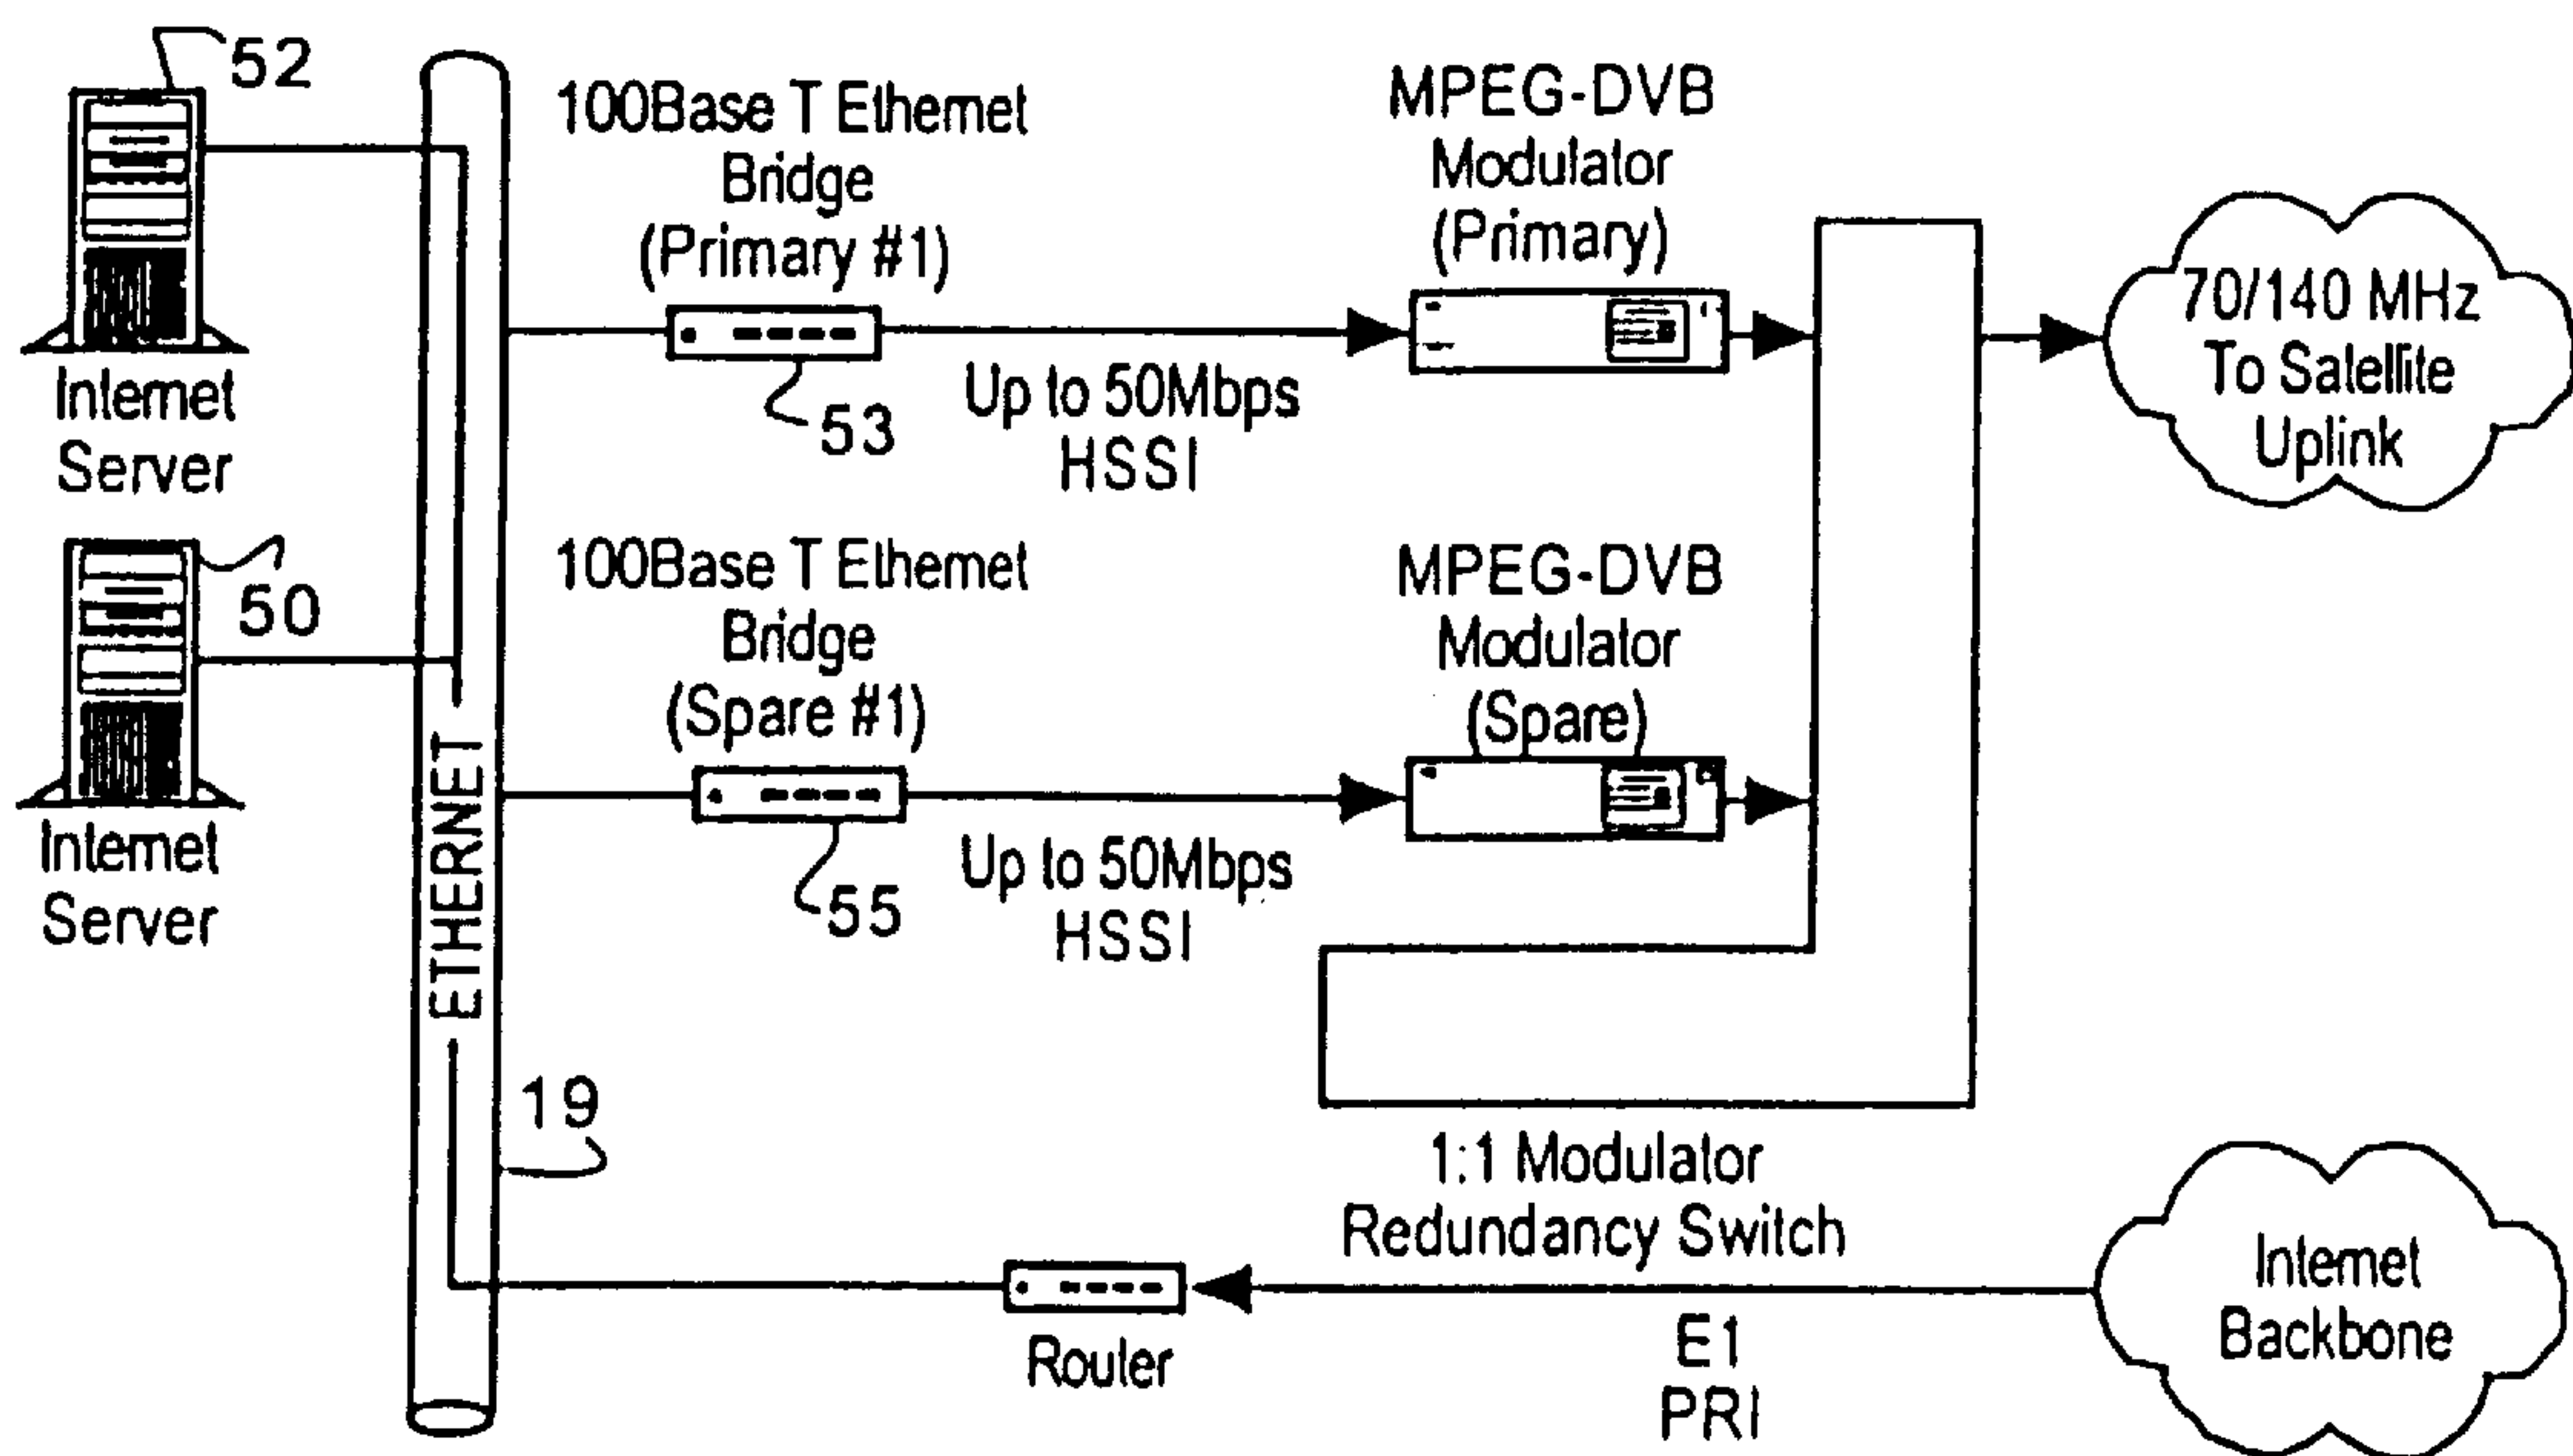 52
Internet
Server
50
Internet
Server
ETHERNET
19
100Base T Ethernet
Bridge
(Primary #1)
53
Up to 50Mbps
HSSI
MPEG-DVB
Modulator
(Primary)
70/140 MHz
To Satellite
Uplink
100Base T Ethernet
Bridge
(Spare #1)
55
Up to 50Mbps
HSSI
MPEG-DVB
Modulator
(Spare)
1:1 Modulator
Redundancy Switch
Router
E1
PRI
Internet
Backbone